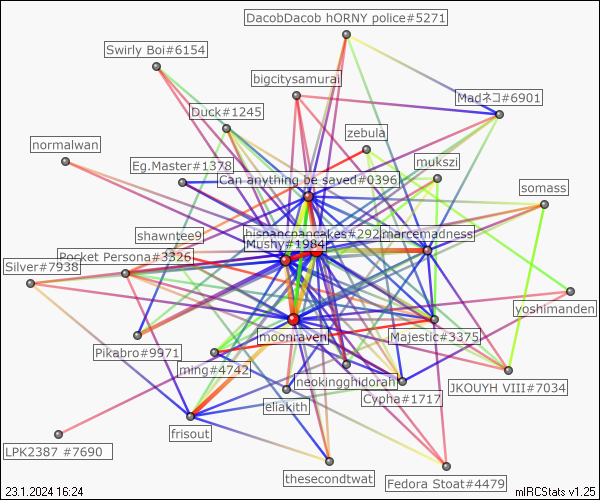 DacobDacob hORNY police#5271
Swirly Boi#6154
bigcitysamurai
Madネコ#6901
Duck#1245
zebula
normalwan
mukszi
Eg.Master#1378
Can anything be saved#0396
somass
shawntee9
hispancpancakes#292
marcemadness
Mushy#1984
Pocket Persona#3326
Silver#7938
yoshimanden
moonraven
Majestic#3375
Pikabro#9971
ming#4742
neokingghidorah
JKOUYH VIII#7034
Cypha#1717
eliakith
frisout
LPK2387 #7690
thesecondtwat
Fedora Stoat#4479
23.1.2024 16:24
mIRCStats v1.25